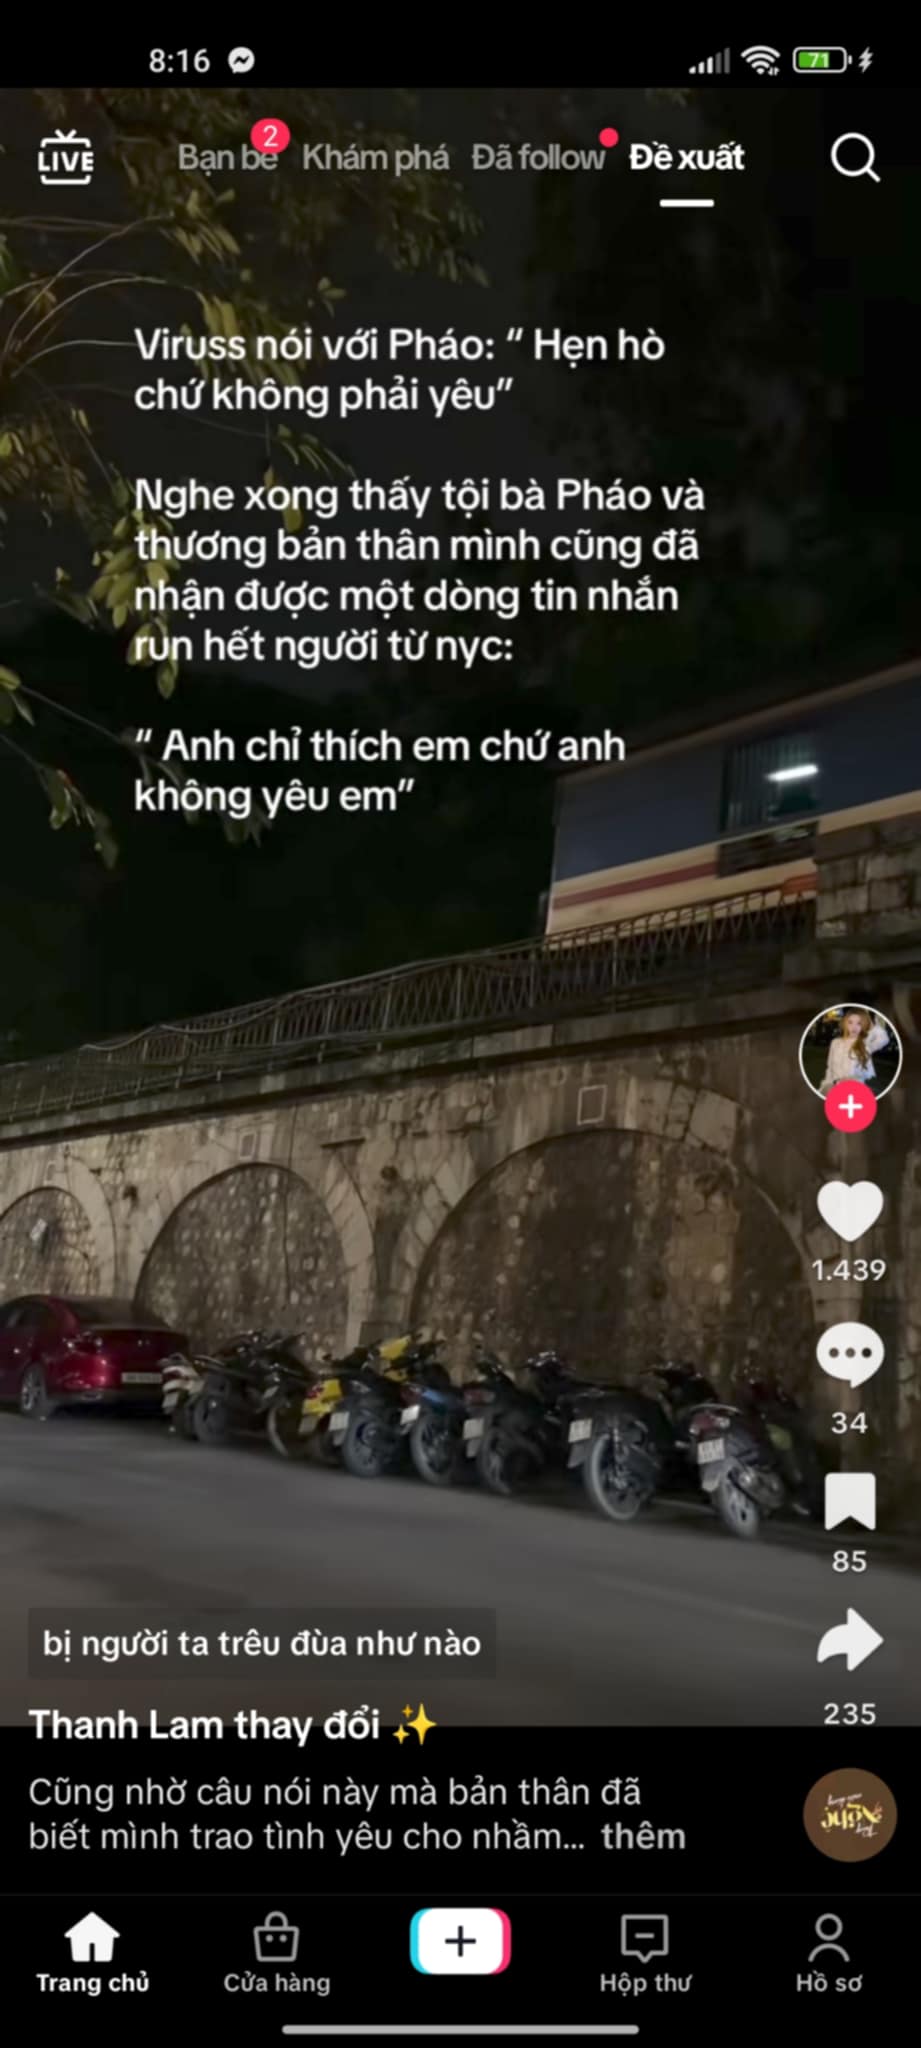 8:16
71
LIVE
Bạn bè
2
Khám phá
Đã follow
Đề xuất
Viruss nói với Pháo: “ Hẹn hò
chứ không phải yêu”
Nghe xong thấy tội bà Pháo và
thương bản thân mình cũng đã
nhận được một dòng tin nhắn
run hết người từ nyc:
“ Anh chỉ thích em chứ anh
không yêu em”
1.439
34
85
235
bị người ta trêu đùa như nào
Thanh Lam thay đổi ✨
Cũng nhờ câu nói này mà bản thân đã
biết mình trao tình yêu cho nhầm... thêm
Trang chủ
Cửa hàng
Hộp thư
Hồ sơ